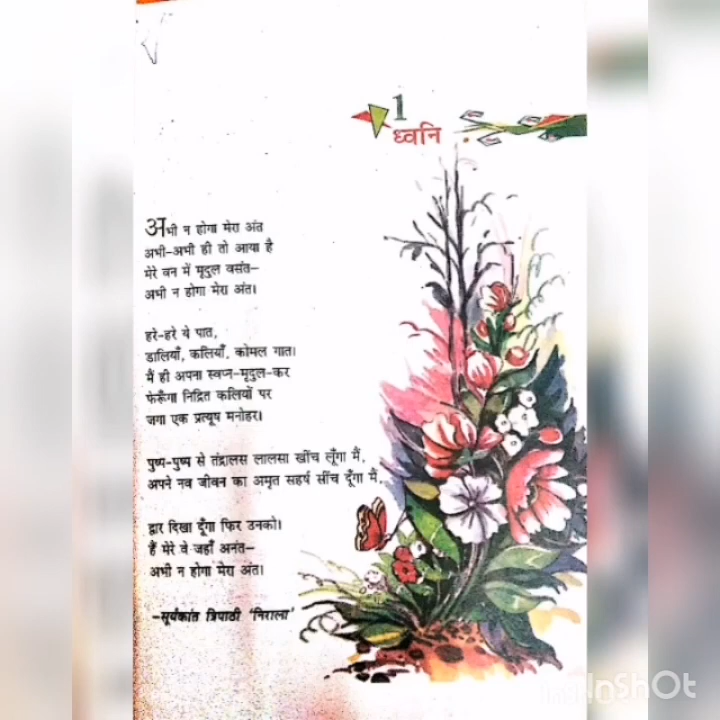 1
ध्वनि
अभी न होगा मेरा अंत
अभी-अभी ही तो आया है
मेरे वन में मृदुल वसंत–
अभी न होगा मेरा अंत।
हरे-हरे ये पात,
डालियाँ, कलियाँ, कोमल गात।
मैं ही अपना स्वप्न-मृदुल-कर
फेरूँगा निद्रित कलियों पर
जगा एक प्रत्यूष मनोहर।
पुष्प-पुष्प से तंद्रालस लालसा खींच लूँगा मैं,
अपने नव जीवन का अमृत सहर्ष सींच दूँगा मैं,
द्वार दिखा दूँगा फिर उनको।
हैं मेरे वे जहाँ अनंत–
अभी न होगा मेरा अंत।
–सूर्यकांत त्रिपाठी 'निराला'
InShOt